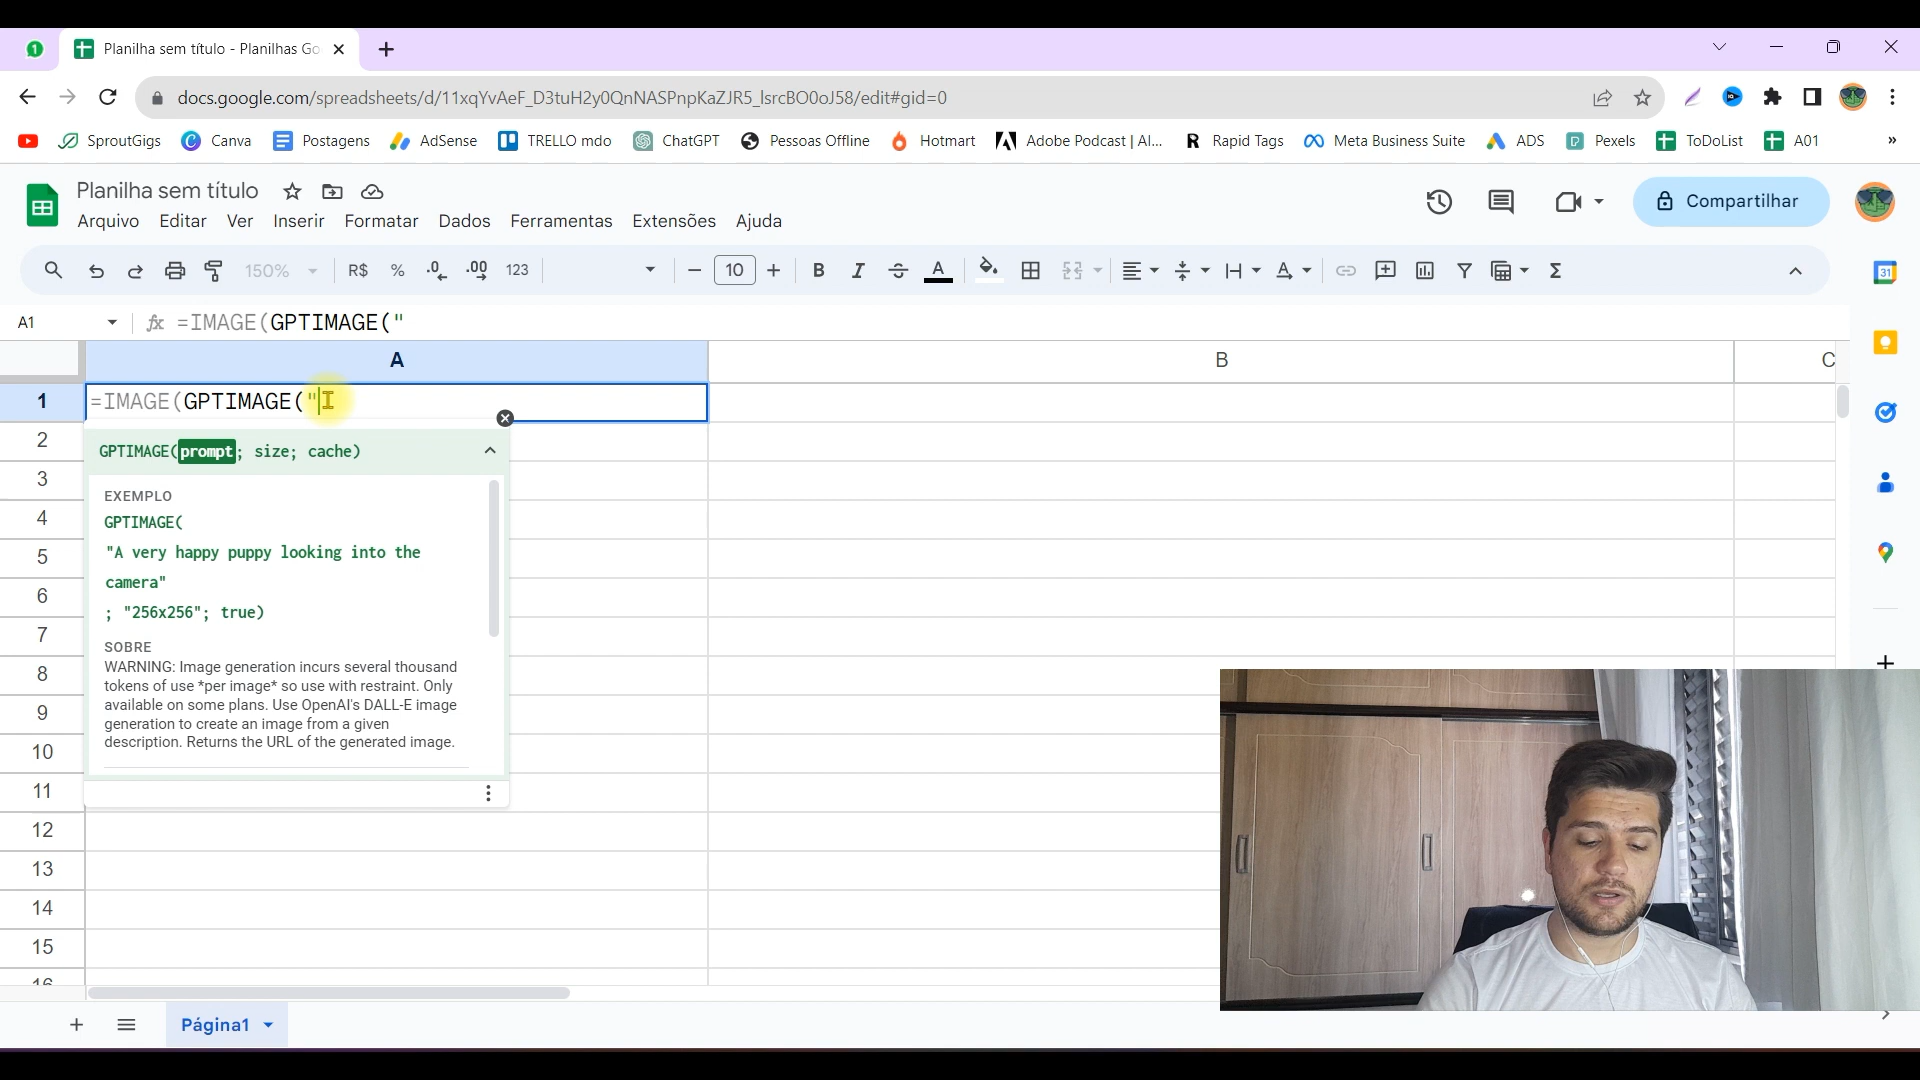 1
Planilha sem título - Planilhas Go
docs.google.com/spreadsheets/d/11xqYvAeF_D3tuH2y0QnNASPnpKaZJR5_IsrcBO0oJ58/edit#gid=0
SproutGigs
Canva
Postagens
AdSense
TRELLO mdo
ChatGPT
Pessoas Offline
Hotmart
Adobe Podcast | AI...
Rapid Tags
Meta Business Suite
ADS
Pexels
ToDoList
A01
»
Planilha sem título
Arquivo Editar Ver Inserir Formatar Dados Ferramentas Extensões Ajuda
Compartilhar
150% R$ % .0 .00 123 10 B I A A Σ
31
A1 fx =IMAGE(GPTIMAGE("
A B C
1 =IMAGE(GPTIMAGE("
2
GPTIMAGE(prompt; size; cache)
3
EXEMPLO
4
GPTIMAGE(
5
"A very happy puppy looking into the
camera"
6
; "256x256"; true)
7
SOBRE
WARNING: Image generation incurs several thousand
8
tokens of use *per image* so use with restraint. Only
available on some plans. Use OpenAI's DALL-E image
9
generation to create an image from a given
description. Returns the URL of the generated image.
10
11
12
13
14
15
16
Página1